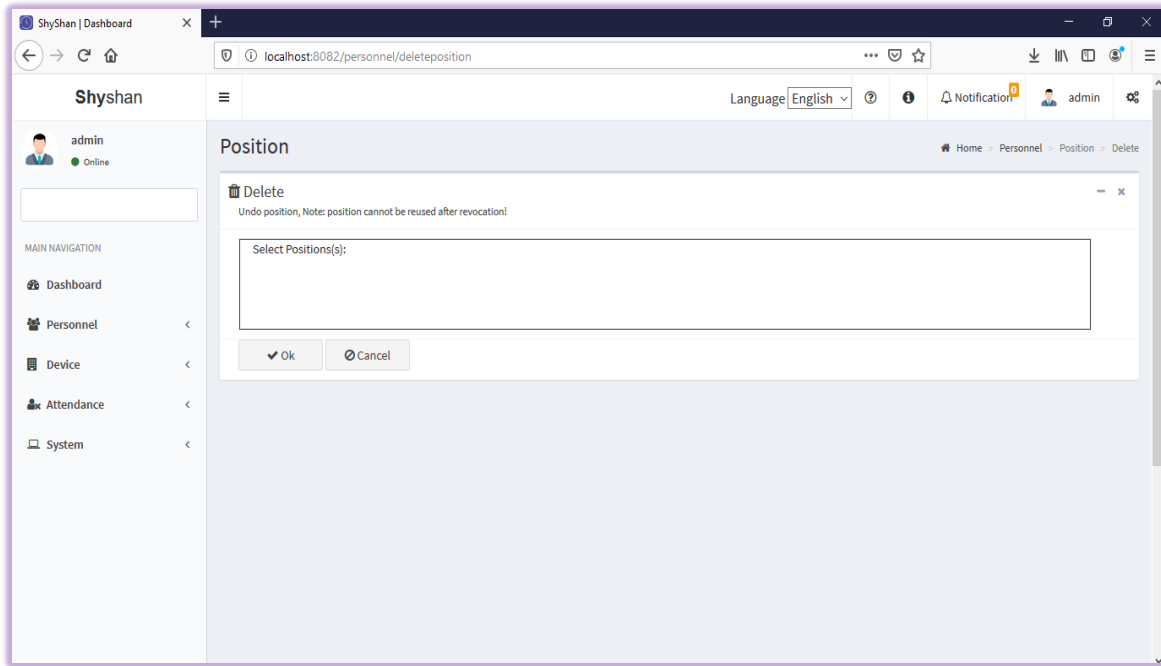 ShyShan | Dashboard
localhost:8082/personnel/deleteposition
Shyshan
Language English
0
Notification
admin
admin
Online
Position
Home > Personnel > Position > Delete
Delete
Undo position, Note: position cannot be reused after revocation!
MAIN NAVIGATION
Select Positions(s):
Dashboard
Personnel
Ok
Cancel
Device
Attendance
System